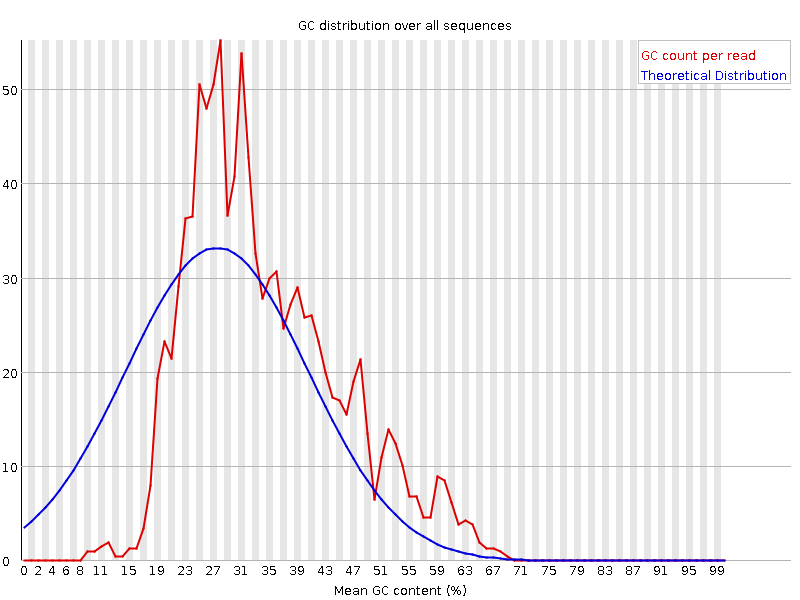 GC distribution over all sequences
GC count per read
Theoretical Distribution
50
40
30
20
10
0
0 2 4 6 8 11 15 19 23 27 31 35 39 43 47 51 55 59 63 67 71 75 79 83 87 91 95 99
Mean GC content (%)